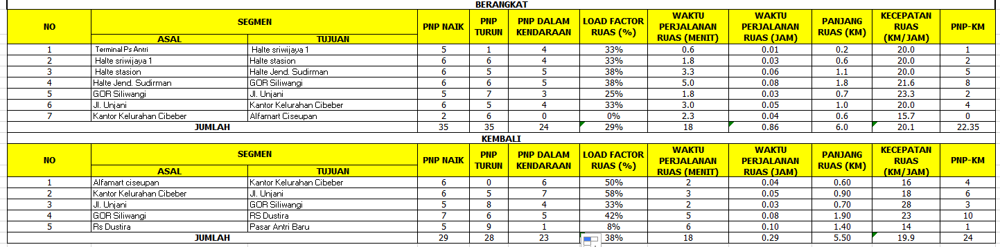 BERANGKAT
NO SEGMEN PNP NAIK PNP TURUN PNP DALAM KENDARAAN LOAD FACTOR RUAS (%) WAKTU PERJALANAN RUAS (MENIT) WAKTU PERJALANAN RUAS (JAM) PANJANG RUAS (KM) KECEPATAN RUAS (KM/JAM) PNP-KM
ASAL TUJUAN
1 Terminal Ps Antri Halte sriwijaya 1 5 1 4 33% 0.6 0.01 0.2 20.0 1
2 Halte sriwijaya 1 Halte stasion 6 6 4 33% 1.8 0.03 0.6 20.0 2
3 Halte stasion Halte Jend. Sudirman 6 5 5 38% 3.3 0.06 1.1 20.0 5
4 Halte Jend. Sudirman GOR Siliwangi 6 6 5 38% 5.0 0.08 1.8 21.6 8
5 GOR Siliwangi Jl. Unjani 5 7 3 25% 1.8 0.03 0.7 23.3 2
6 Jl. Unjani Kantor Kelurahan Cibeber 6 5 4 33% 3.0 0.05 1.0 20.0 4
7 Kantor Kelurahan Cibeber Alfamart Ciseupan 2 6 0 0% 2.3 0.04 0.6 15.7 0
JUMLAH 35 35 24 29% 18 0.86 6.0 20.1 22.35
KEMBALI
NO SEGMEN PNP NAIK PNP TURUN PNP DALAM KENDARAAN LOAD FACTOR RUAS (%) WAKTU PERJALANAN RUAS (MENIT) WAKTU PERJALANAN RUAS (JAM) PANJANG RUAS (KM) KECEPATAN RUAS (KM/JAM) PNP-KM
ASAL TUJUAN
1 Alfamart ciseupan Kantor Kelurahan Cibeber 6 0 6 50% 2 0.04 0.60 16 4
2 Kantor Kelurahan Cibeber Jl. Unjani 6 5 7 58% 3 0.05 0.90 18 6
3 Jl. Unjani GOR Siliwangi 5 8 4 33% 2 0.03 0.70 28 3
4 GOR Siliwangi RS Dustira 7 6 5 42% 5 0.08 1.90 23 10
5 Rs Dustira Pasar Antri Baru 5 9 1 8% 6 0.10 1.40 14 1
JUMLAH 29 28 23 38% 18 0.29 5.50 19.9 24